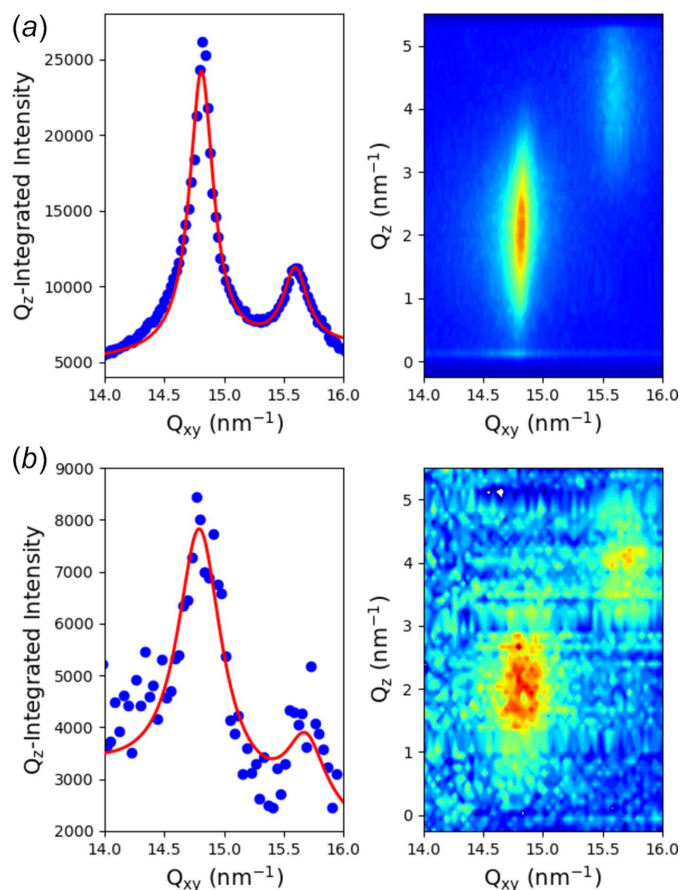 (a)
25000
20000
15000
10000
5000
Qz-Integrated Intensity
14.0 14.5 15.0 15.5 16.0
Qxy (nm−1)
5
4
3
2
1
0
Qz (nm−1)
14.0 14.5 15.0 15.5 16.0
Qxy (nm−1)
(b)
9000
8000
7000
6000
5000
4000
3000
2000
Qz-Integrated Intensity
14.0 14.5 15.0 15.5 16.0
Qxy (nm−1)
5
4
3
2
1
0
Qz (nm−1)
14.0 14.5 15.0 15.5 16.0
Qxy (nm−1)